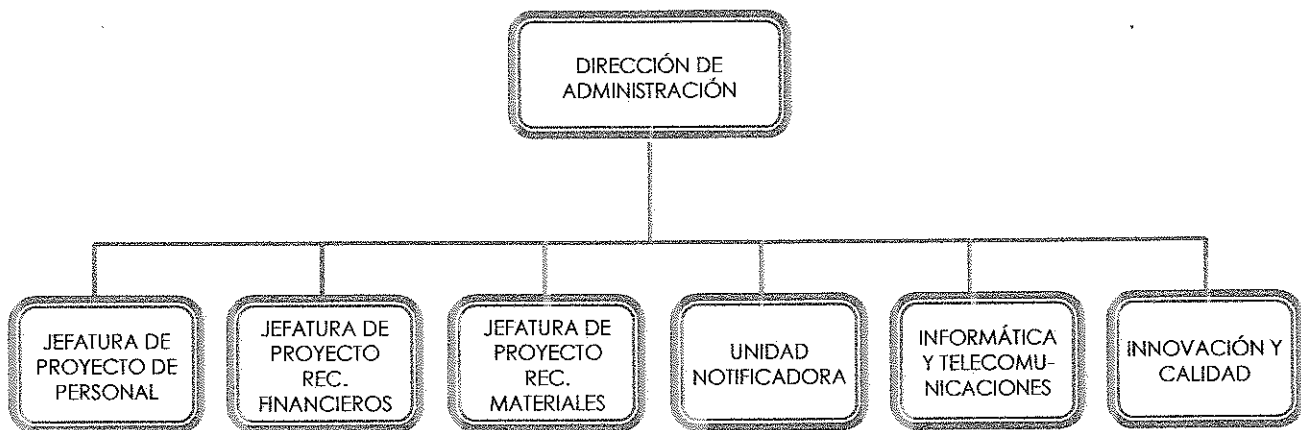 DIRECCIÓN DE
ADMINISTRACIÓN
JEFATURA DE
PROYECTO DE
PERSONAL
JEFATURA DE
PROYECTO
REC.
FINANCIEROS
JEFATURA DE
PROYECTO
REC.
MATERIALES
UNIDAD
NOTIFICADORA
INFORMÁTICA
Y TELECOMU-
NICACIONES
INNOVACIÓN Y
CALIDAD